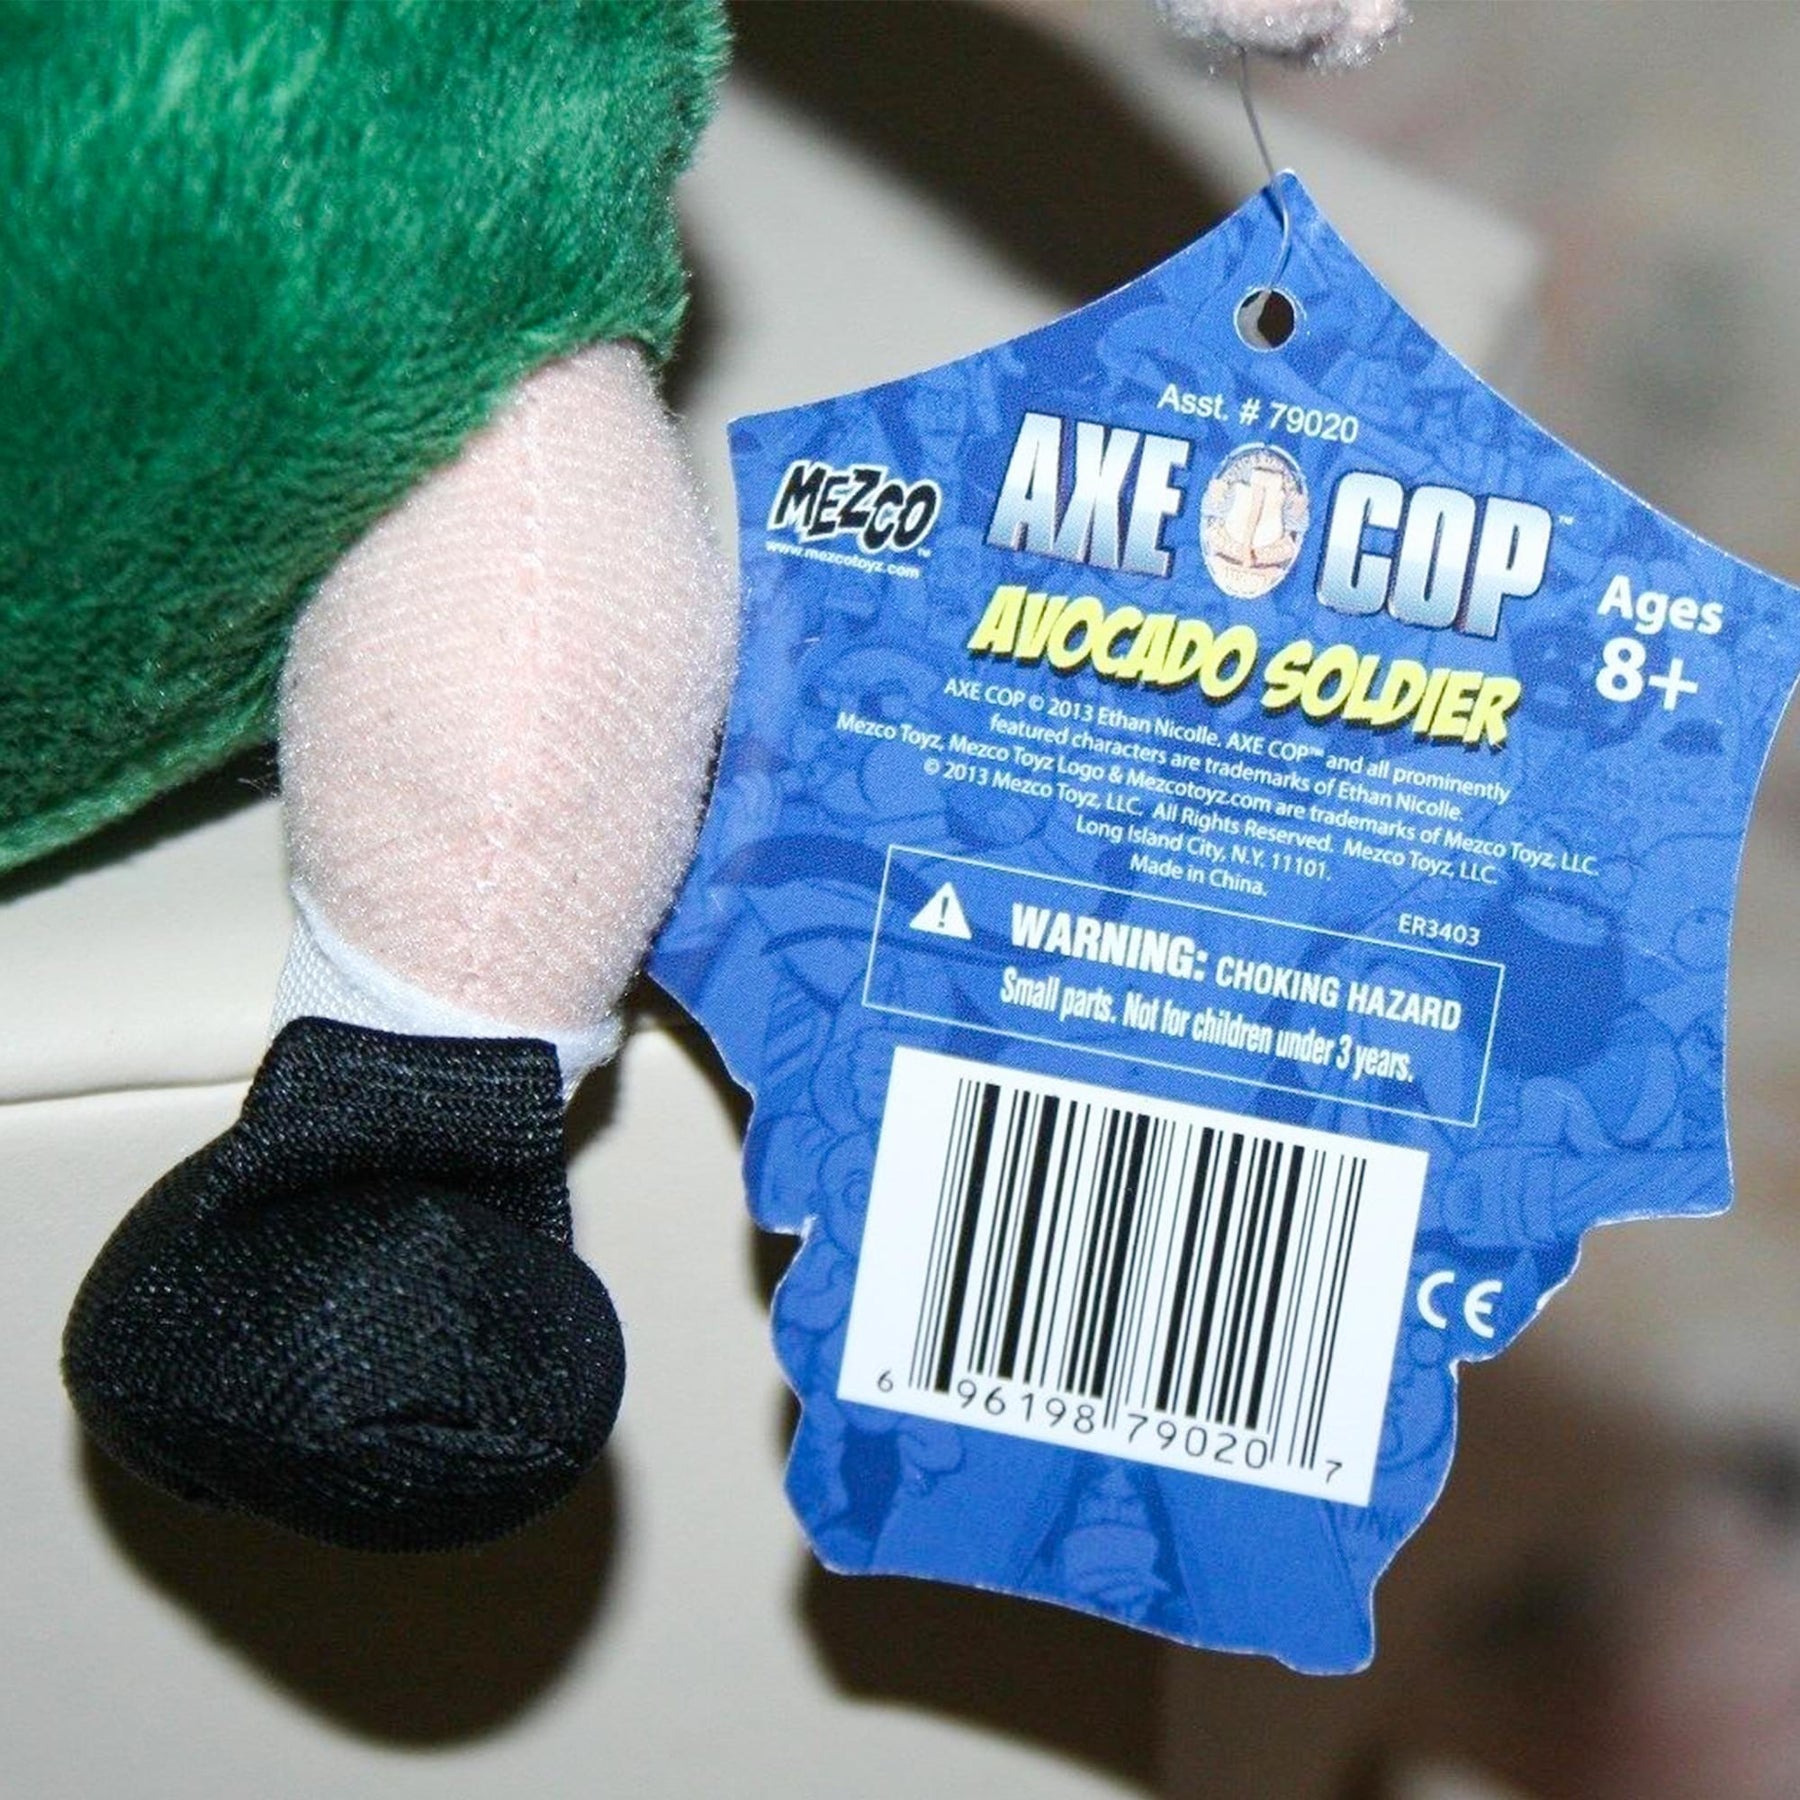 Asst. # 79020
MEZCO™
www.mezcotoyz.com
AXE COP™
AVOCADO SOLDIER
Ages
8+
AXE COP © 2013 Ethan Nicolle. AXE COP™ and all prominently
featured characters are trademarks of Ethan Nicolle.
Mezco Toyz, Mezco Toyz Logo & Mezcotoyz.com are trademarks of Mezco Toyz, LLC.
© 2013 Mezco Toyz, LLC. All Rights Reserved. Mezco Toyz, LLC.
Long Island City, N.Y. 11101.
Made in China.
ER3403
WARNING: CHOKING HAZARD
Small parts. Not for children under 3 years.
CE
6 96198 79020 7